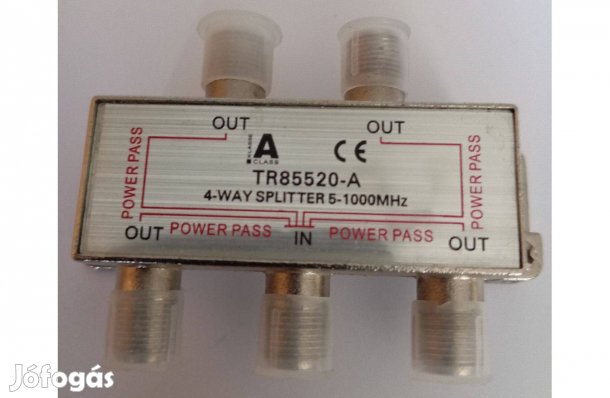 OUT
OUT
KLASSE
A
CLASS
CE
POWER PASS
TR85520-A
4-WAY SPLITTER 5-1000MHz
POWER PASS
OUT
POWER PASS
IN
POWER PASS
OUT
Jófogás